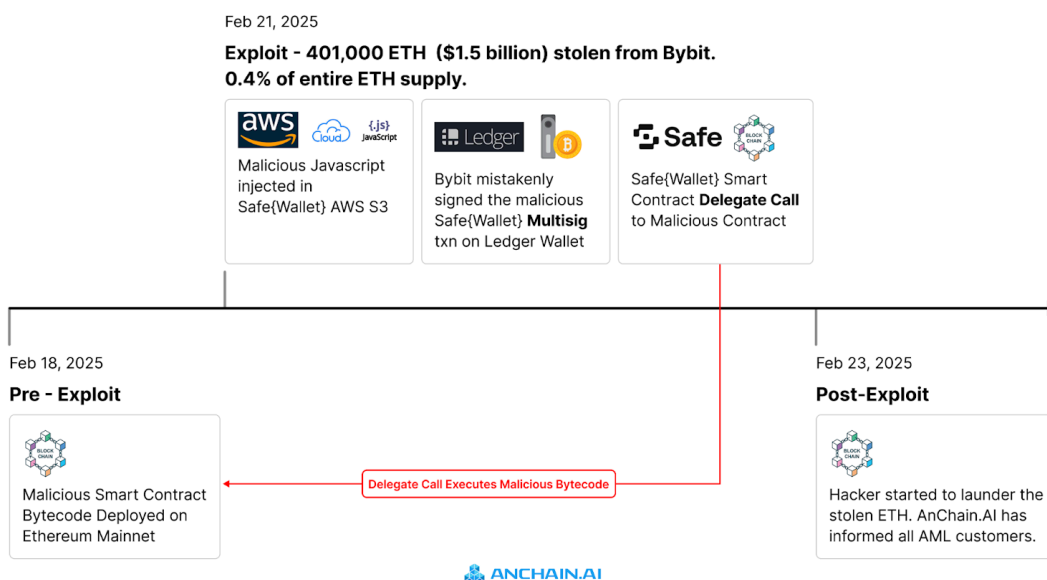 Feb 21, 2025
Exploit - 401,000 ETH ($1.5 billion) stolen from Bybit.
0.4% of entire ETH supply.
aws
Cloud
{.js}
JavaScript
Malicious Javascript
injected in
Safe{Wallet} AWS S3
Ledger
Bybit mistakenly
signed the malicious
Safe{Wallet} Multisig
txn on Ledger Wallet
Safe
BLOCK
CHAIN
Safe{Wallet} Smart
Contract Delegate Call
to Malicious Contract
Feb 18, 2025
Pre - Exploit
BLOCK
CHAIN
Malicious Smart Contract
Bytecode Deployed on
Ethereum Mainnet
Delegate Call Executes Malicious Bytecode
Feb 23, 2025
Post-Exploit
BLOCK
CHAIN
Hacker started to launder the
stolen ETH. AnChain.AI has
informed all AML customers.
ANCHAIN.AI